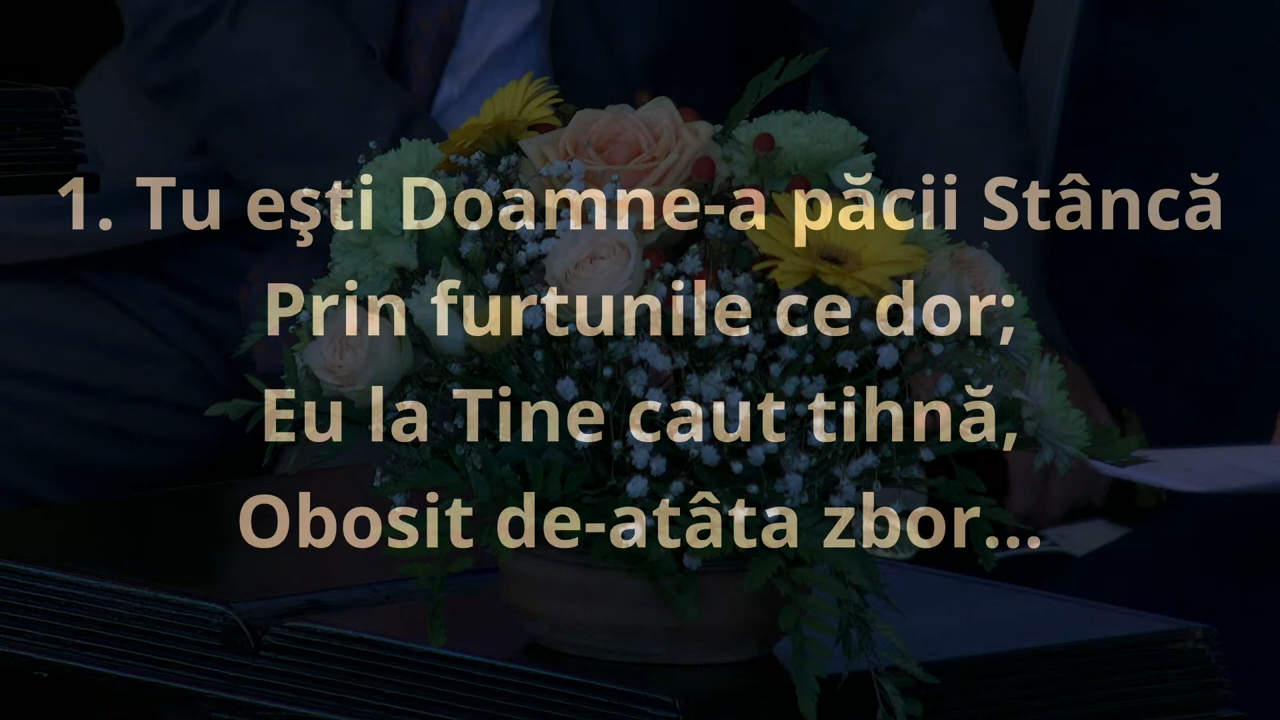 1. Tu eşti Doamne-a păcii Stâncă
Prin furtunile ce dor;
Eu la Tine caut tihnă,
Obosit de-atâta zbor...